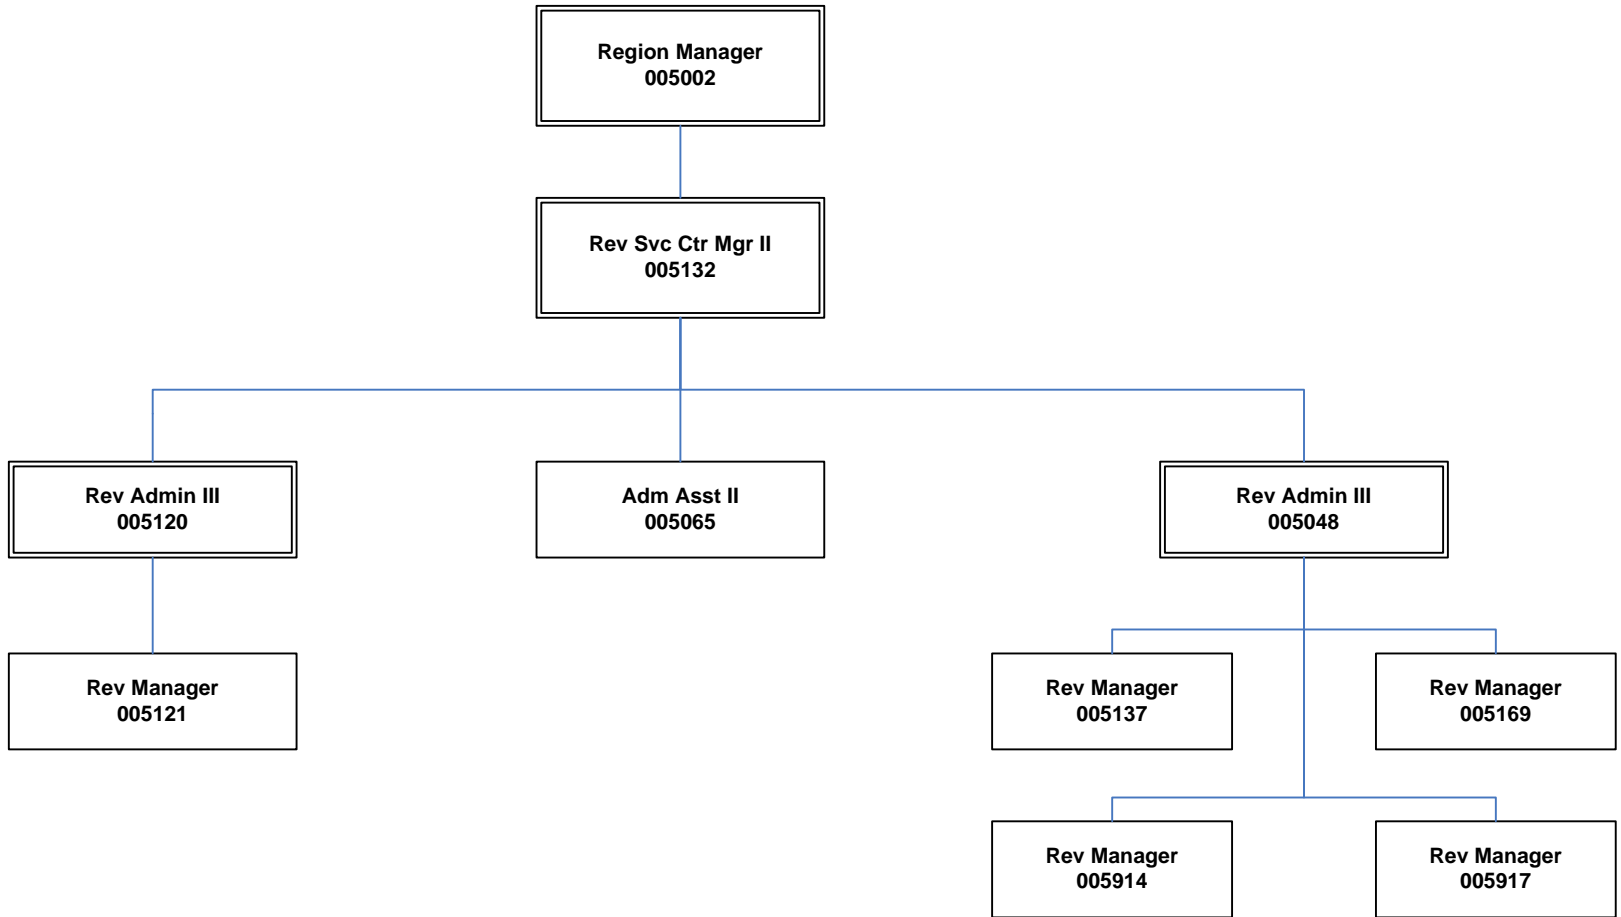 Region Manager
005002
Rev Svc Ctr Mgr II
005132
Rev Admin III
005120
Adm Asst II
005065
Rev Admin III
005048
Rev Manager
005121
Rev Manager
005137
Rev Manager
005169
Rev Manager
005914
Rev Manager
005917